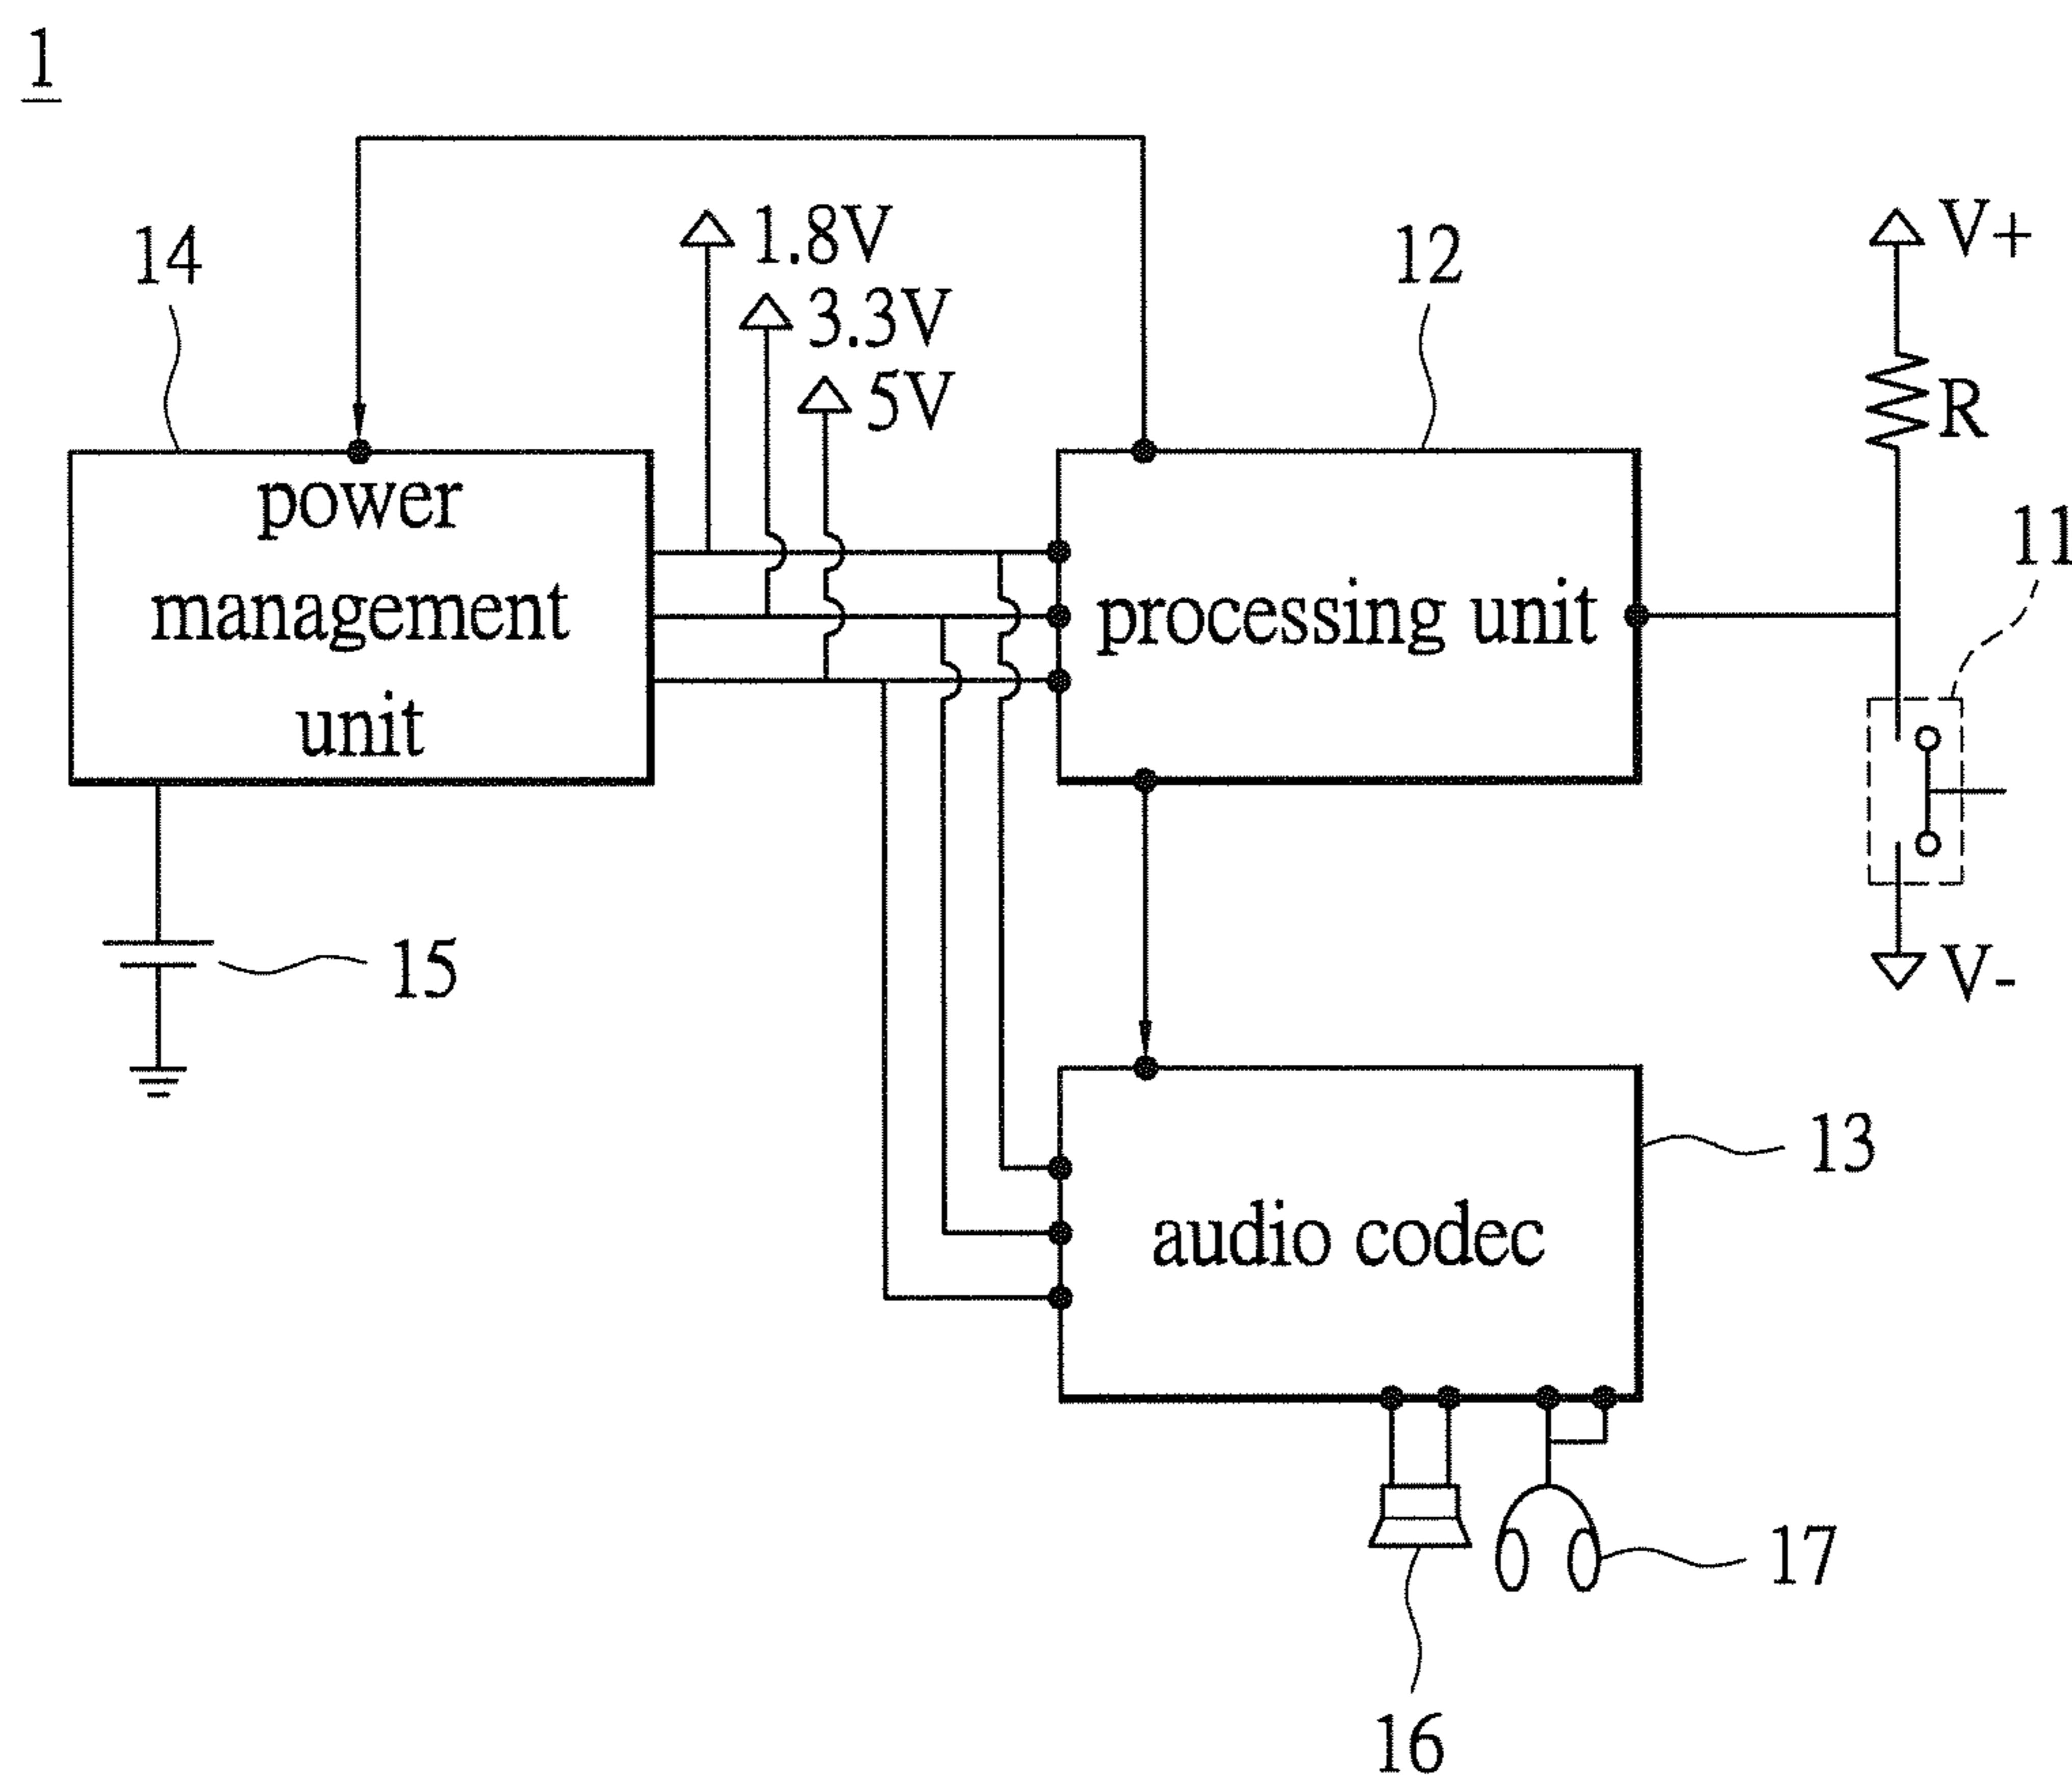 1
14
1.8V
3.3V
5V
12
V+
R
11
power
management
unit
processing unit
15
V-
13
audio codec
17
16